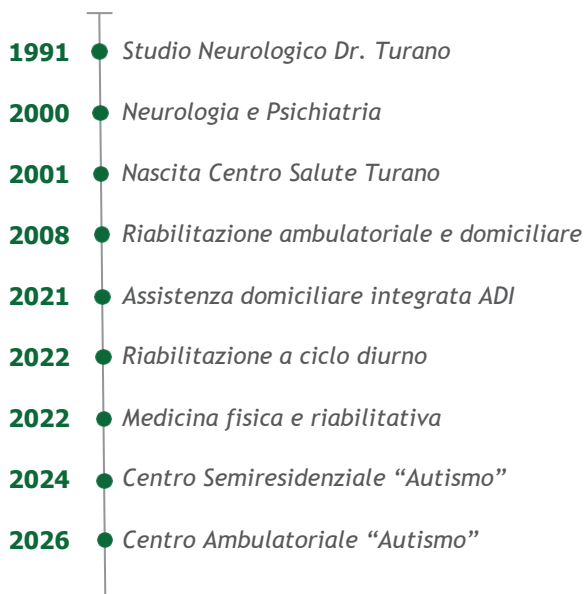 1991 Studio Neurologico Dr. Turano
2000 Neurologia e Psichiatria
2001 Nascita Centro Salute Turano
2008 Riabilitazione ambulatoriale e domiciliare
2021 Assistenza domiciliare integrata ADI
2022 Riabilitazione a ciclo diurno
2022 Medicina fisica e riabilitativa
2024 Centro Semiresidenziale “Autismo”
2026 Centro Ambulatoriale “Autismo”